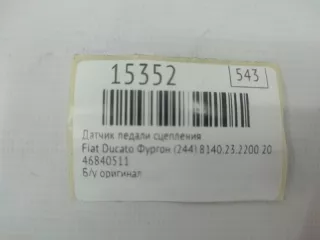 15352
543
Датчик педали сцепления
Fiat Ducato Фургон (244) 8140.23.2200 20
46840511
Б/у оригинал